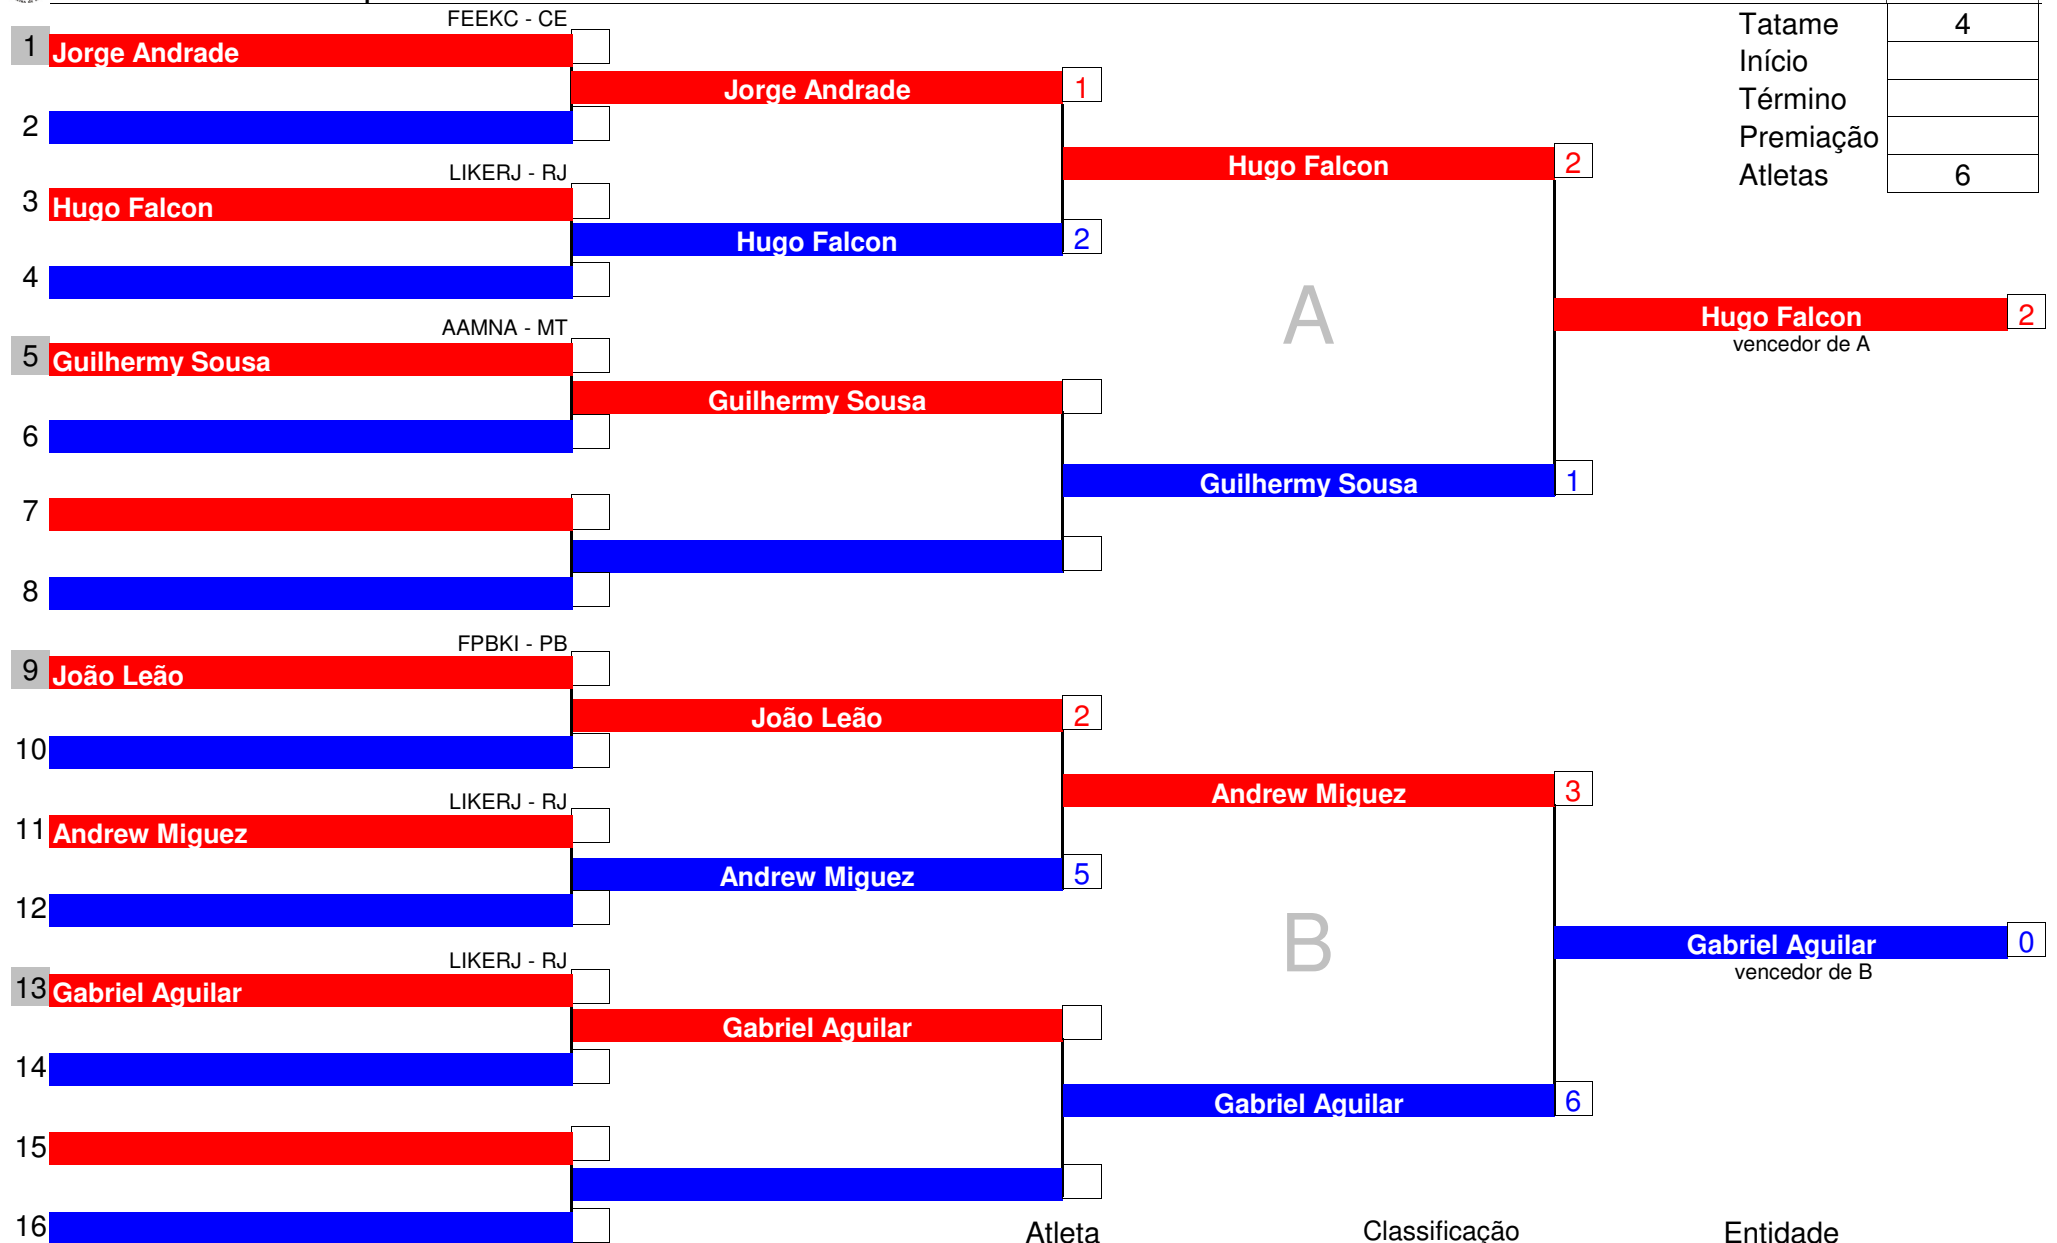 FEEKC - CE
Tatame 4
1 Jorge Andrade
Início
Jorge Andrade 1
Término
2
Premiação
Hugo Falcon 2
LIKERJ - RJ
Atletas 6
3 Hugo Falcon
Hugo Falcon 2
4
A
Hugo Falcon 2
AAMNA - MT
vencedor de A
5 Guilhermy Sousa
Guilhermy Sousa
6
Guilhermy Sousa 1
7
8
FPBKI - PB
9 João Leão
João Leão 2
10
Andrew Miguez 3
LIKERJ - RJ
11 Andrew Miguez
Andrew Miguez 5
12
B
Gabriel Aguilar 0
LIKERJ - RJ
vencedor de B
13 Gabriel Aguilar
Gabriel Aguilar
14
Gabriel Aguilar 6
15
16
Atleta Classificação Entidade